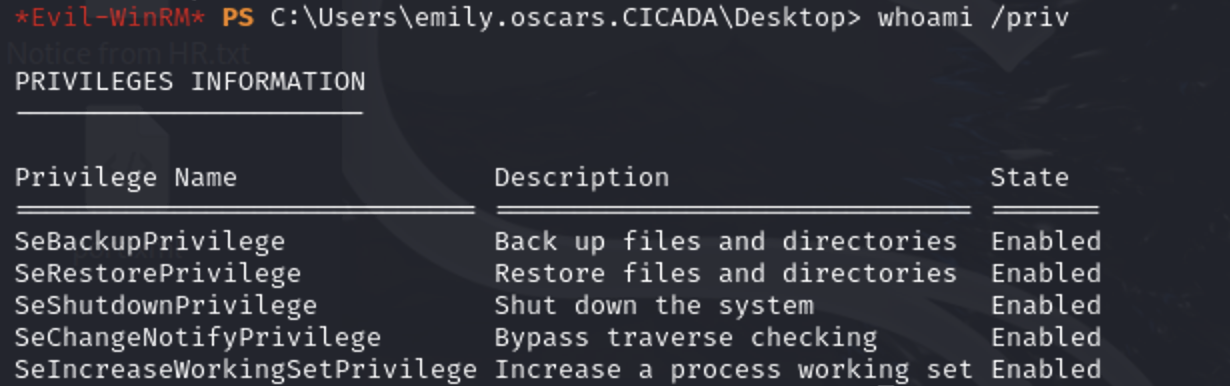 *Evil-WinRM* PS C:\Users\emily.oscars.CICADA\Desktop> whoami /priv
Notice from HR.txt
PRIVILEGES INFORMATION
Privilege Name Description State
SeBackupPrivilege Back up files and directories Enabled
SeRestorePrivilege Restore files and directories Enabled
SeShutdownPrivilege Shut down the system Enabled
SeChangeNotifyPrivilege Bypass traverse checking Enabled
SeIncreaseWorkingSetPrivilege Increase a process working set Enabled